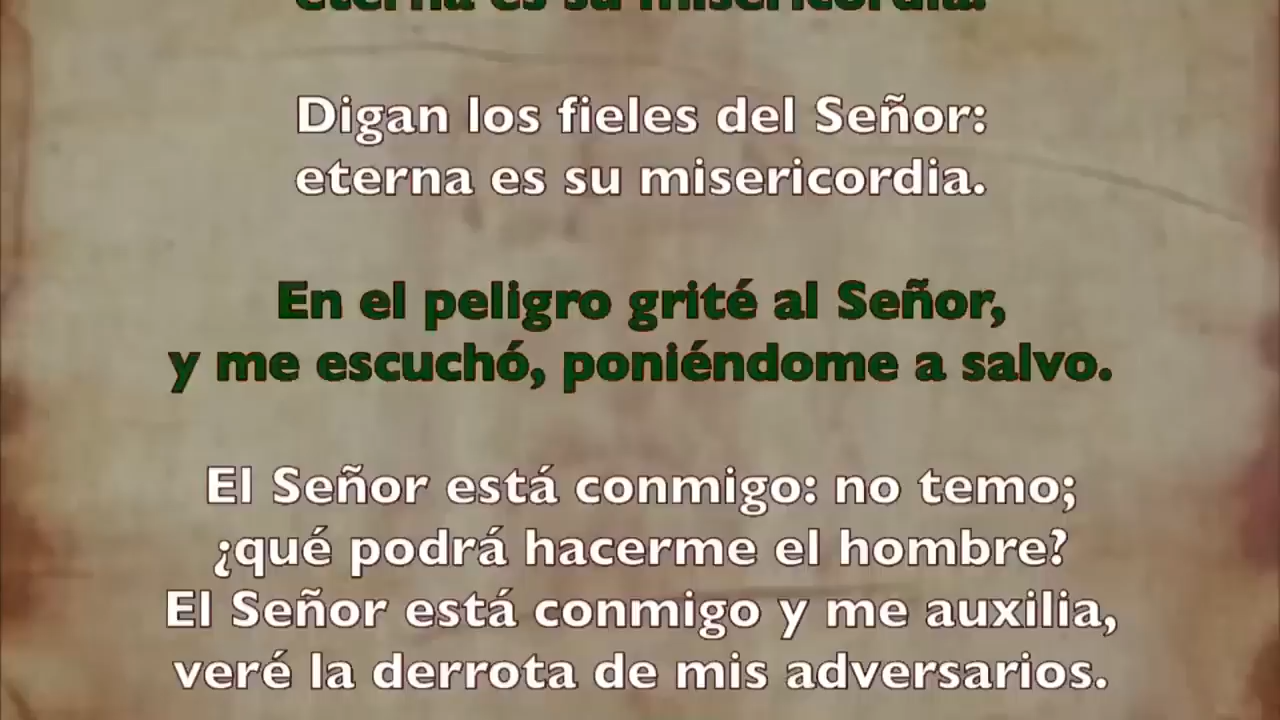 eterna es su misericordia.
Digan los fieles del Señor:
eterna es su misericordia.
En el peligro grité al Señor,
y me escuchó, poniéndome a salvo.
El Señor está conmigo: no temo;
¿qué podrá hacerme el hombre?
El Señor está conmigo y me auxilia,
veré la derrota de mis adversarios.